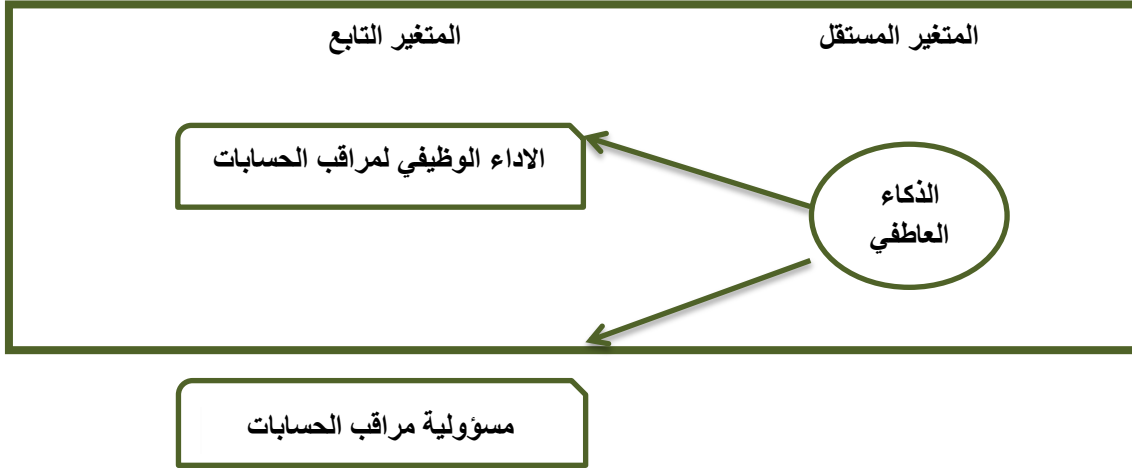 المتغير المستقل
المتغير التابع
الاداء الوظيفي لمراقب الحسابات
الذكاء
العاطفي
مسؤولية مراقب الحسابات